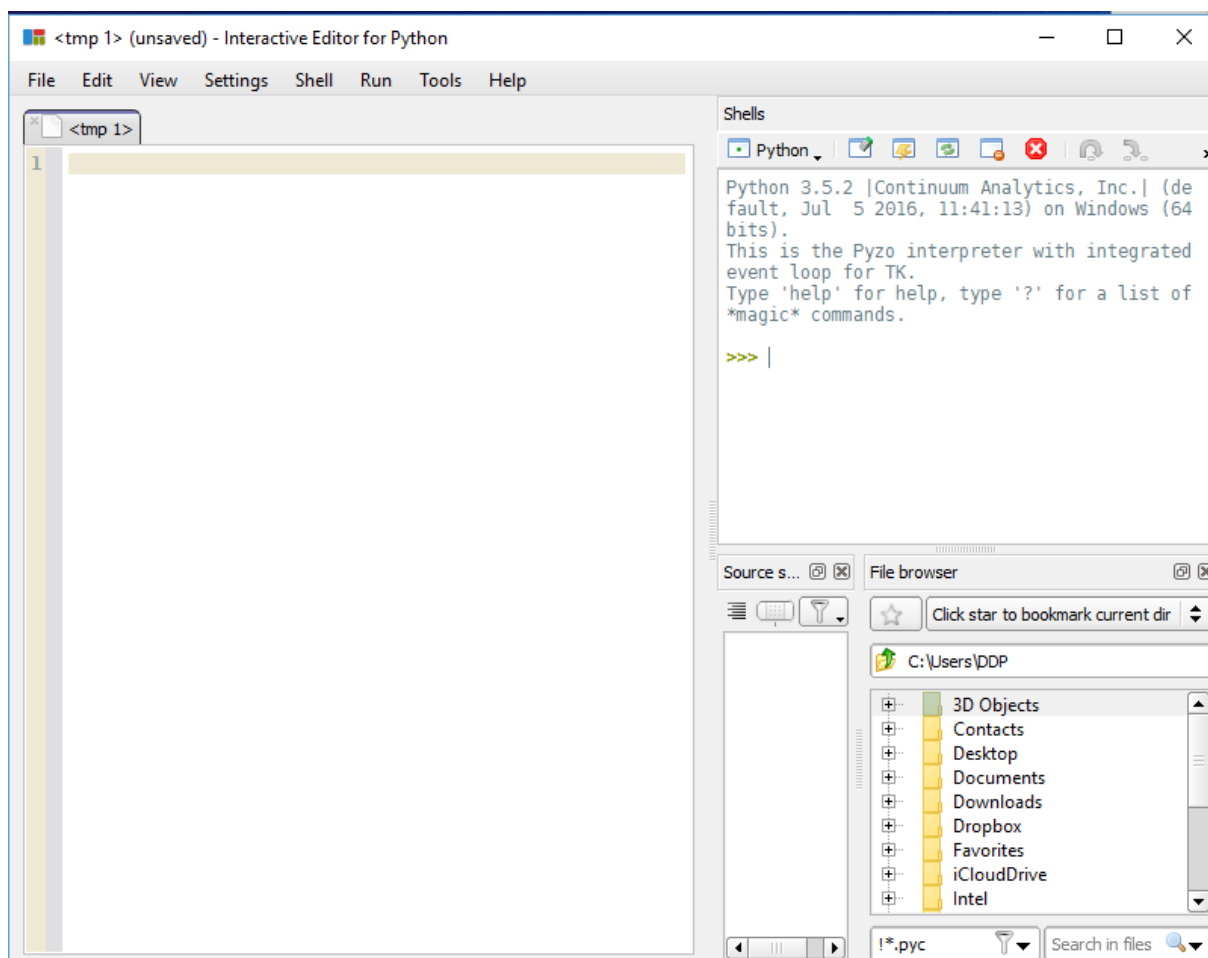 <tmp 1> (unsaved) - Interactive Editor for Python
File Edit View Settings Shell Run Tools Help
<tmp 1>
1
Shells
Python
Python 3.5.2 |Continuum Analytics, Inc.| (de
fault, Jul  5 2016, 11:41:13) on Windows (64
bits).
This is the Pyzo interpreter with integrated
event loop for TK.
Type 'help' for help, type '?' for a list of
*magic* commands.
>>>
Source s...
File browser
Click star to bookmark current dir
C:\Users\DDP
3D Objects
Contacts
Desktop
Documents
Downloads
Dropbox
Favorites
iCloudDrive
Intel
!*.pyc
Search in files